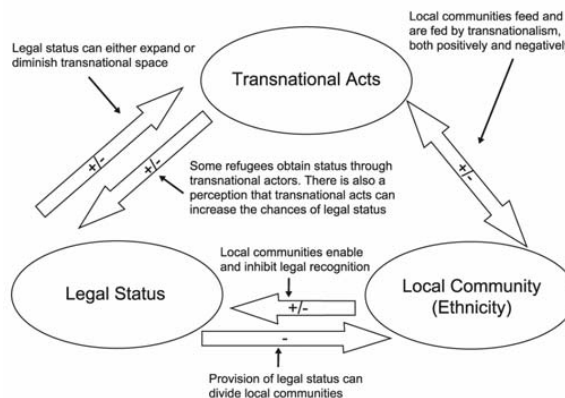 Legal status can either expand or
diminish transnational space
Local communities feed and
are fed by transnationalism,
both positively and negatively
Transnational Acts
+/-
+/-
+/-
Some refugees obtain status through
transnational actors. There is also a
perception that transnational acts can
increase the chances of legal status
Local communities enable
and inhibit legal recognition
Legal Status
+/-
Local Community
(Ethnicity)
-
Provision of legal status can
divide local communities